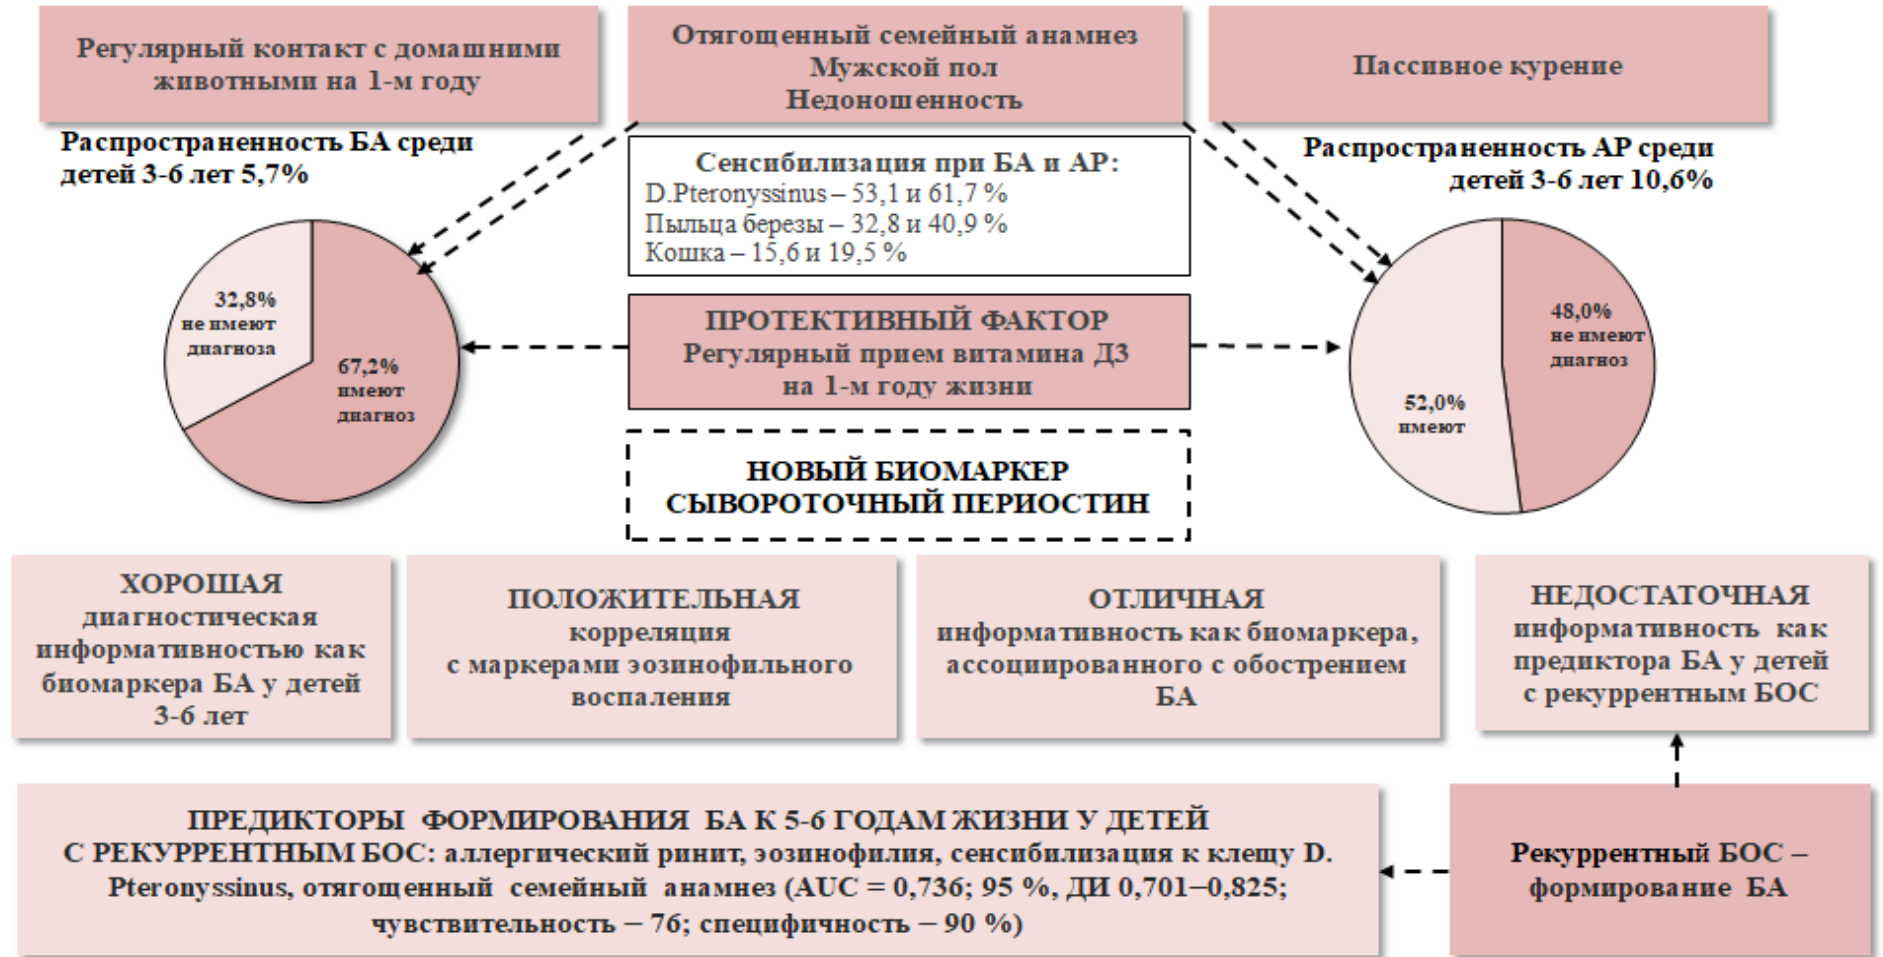 Регулярный контакт с домашними
животными на 1-м году
Отягощенный семейный анамнез
Мужской пол
Недоношенность
Пассивное курение
Распространенность БА среди
детей 3-6 лет 5,7%
Сенсибилизация при БА и АР:
D.Pteronyssinus – 53,1 и 61,7 %
Пыльца березы – 32,8 и 40,9 %
Кошка – 15,6 и 19,5 %
Распространенность АР среди
детей 3-6 лет 10,6%
32,8%
не имеют
диагноза
67,2%
имеют
диагноз
ПРОТЕКТИВНЫЙ ФАКТОР
Регулярный прием витамина Д3
на 1-м году жизни
48,0%
не имеют
диагноз
52,0%
имеют
НОВЫЙ БИОМАРКЕР
СЫВОРОТОЧНЫЙ ПЕРИОСТИН
ХОРОШАЯ
диагностическая
информативностью как
биомаркера БА у детей
3-6 лет
ПОЛОЖИТЕЛЬНАЯ
корреляция
с маркерами эозинофильного
воспаления
ОТЛИЧНАЯ
информативность как биомаркера,
ассоциированного с обострением
БА
НЕДОСТАТОЧНАЯ
информативность как
предиктора БА у детей
с рекуррентным БОС
ПРЕДИКТОРЫ ФОРМИРОВАНИЯ БА К 5-6 ГОДАМ ЖИЗНИ У ДЕТЕЙ
С РЕКУРРЕНТНЫМ БОС: аллергический ринит, эозинофилия, сенсибилизация к клещу D.
Pteronyssinus, отягощенный семейный анамнез (AUC = 0,736; 95 %, ДИ 0,701–0,825;
чувствительность – 76; специфичность – 90 %)
Рекуррентный БОС –
формирование БА